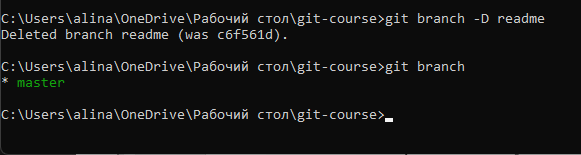 C:\Users\alina\OneDrive\Рабочий стол\git-course>git branch -D readme
Deleted branch readme (was c6f561d).
C:\Users\alina\OneDrive\Рабочий стол\git-course>git branch
* master
C:\Users\alina\OneDrive\Рабочий стол\git-course>